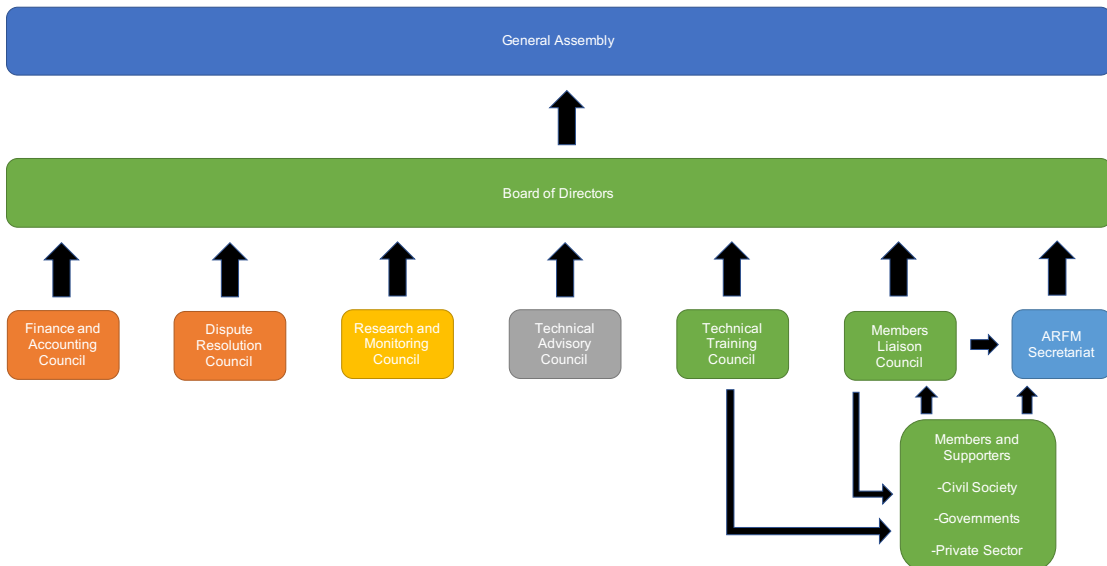 General Assembly
Board of Directors
Finance and
Accounting
Council
Dispute
Resolution
Council
Research and
Monitoring
Council
Technical
Advisory
Council
Technical
Training
Council
Members
Liaison
Council
ARFM
Secretariat
Members and
Supporters
-Civil Society
-Governments
-Private Sector